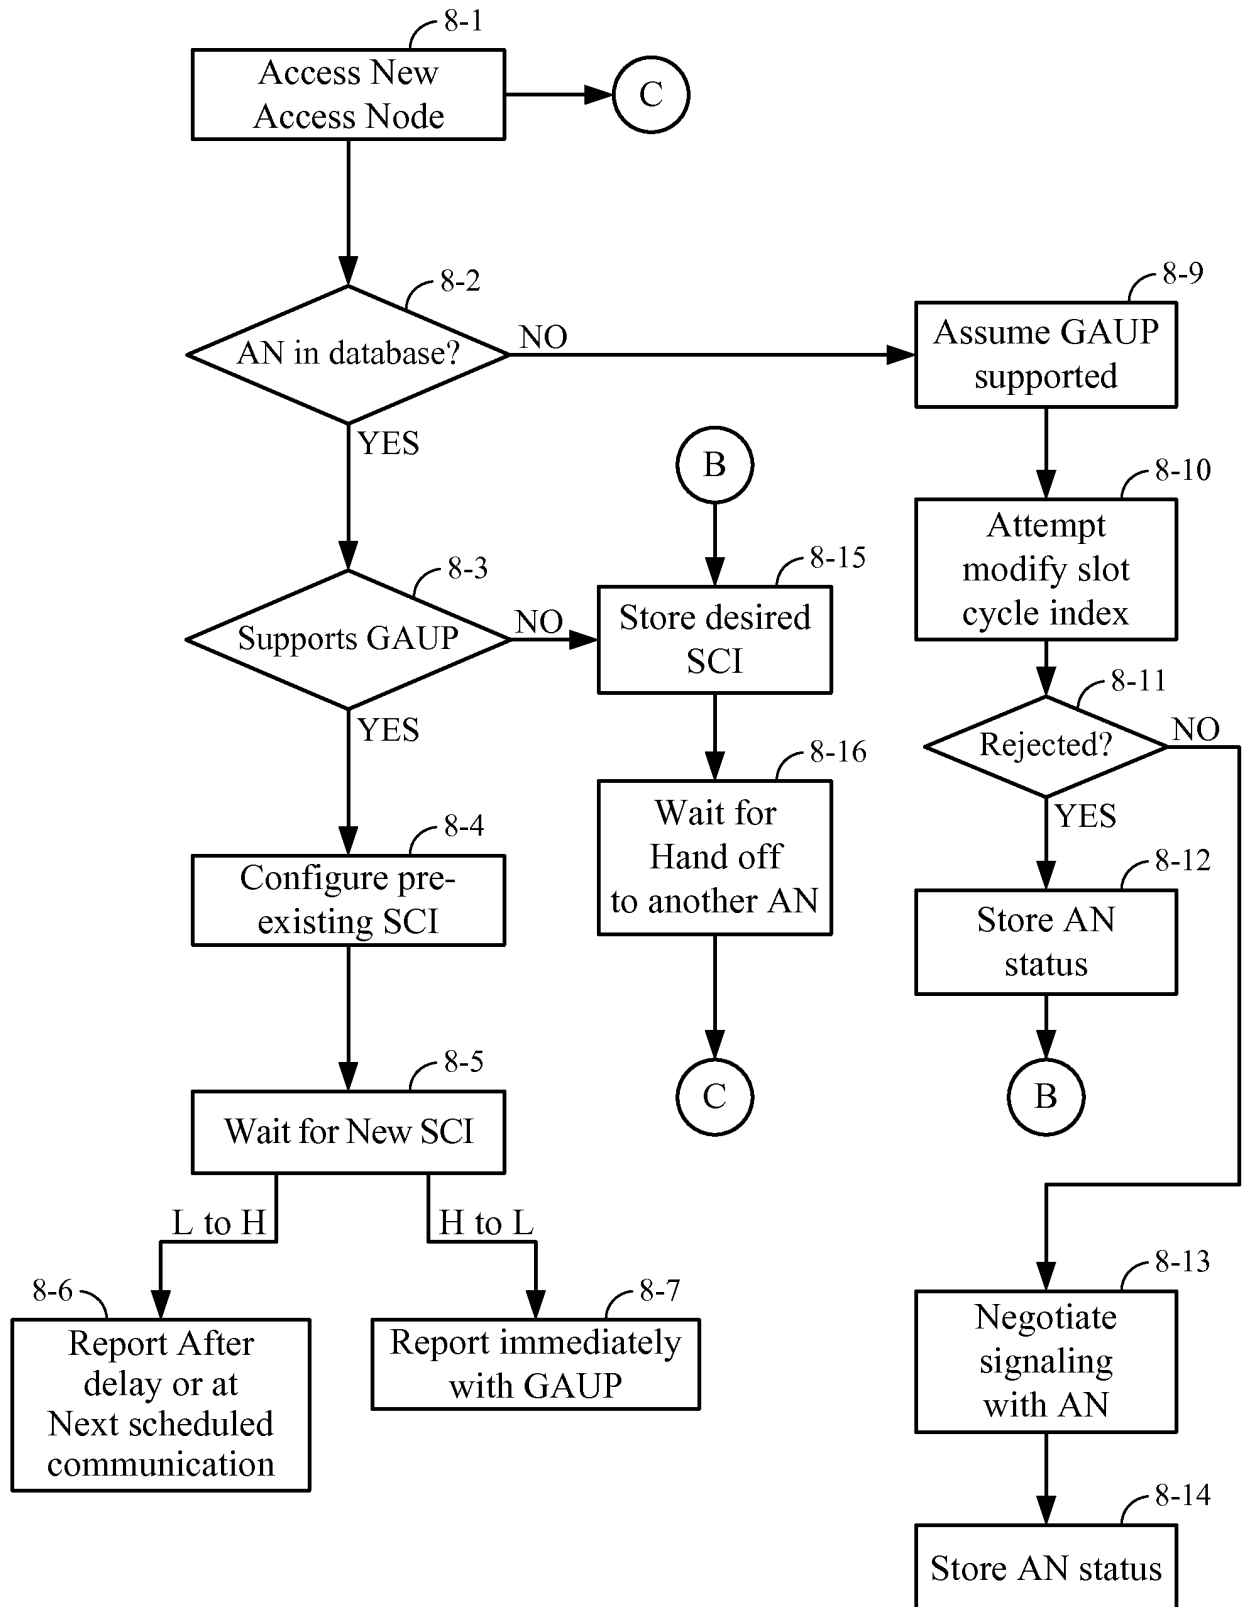 8-1
Access New
Access Node
C
8-2
AN in database?
NO
YES
8-9
Assume GAUP
supported
B
8-10
Attempt
modify slot
cycle index
8-3
Supports GAUP
NO
YES
8-15
Store desired
SCI
8-11
Rejected?
NO
YES
8-16
Wait for
Hand off
to another AN
8-4
Configure pre-
existing SCI
8-12
Store AN
status
C
B
8-5
Wait for New SCI
L to H
H to L
8-6
Report After
delay or at
Next scheduled
communication
8-7
Report immediately
with GAUP
8-13
Negotiate
signaling
with AN
8-14
Store AN status